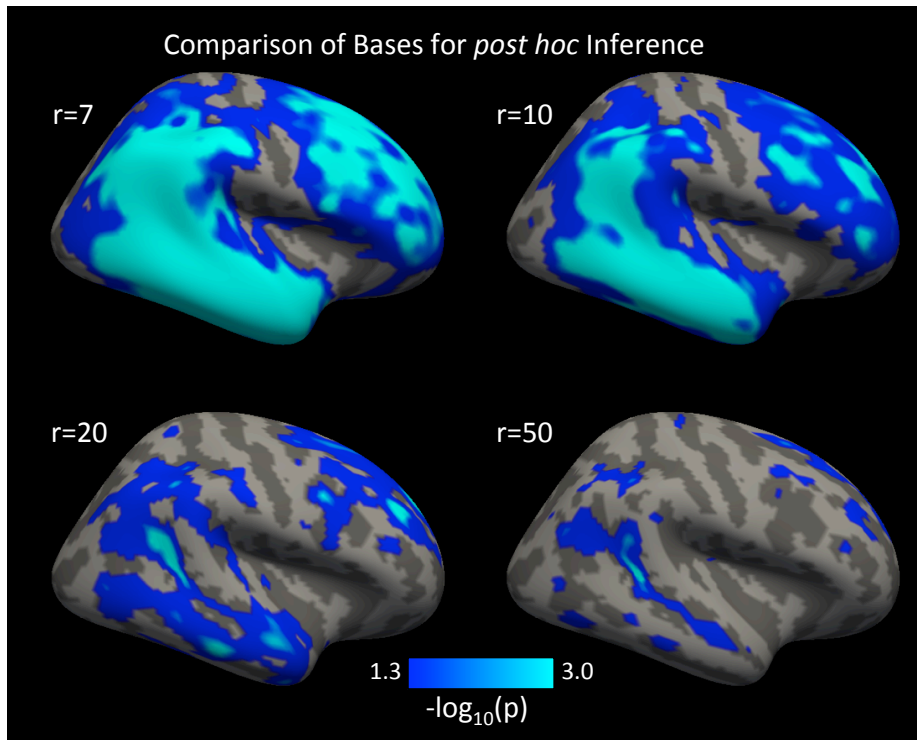 Comparison of Bases for post hoc Inference
r=7
r=10
r=20
r=50
1.3 3.0
-log₁₀(p)